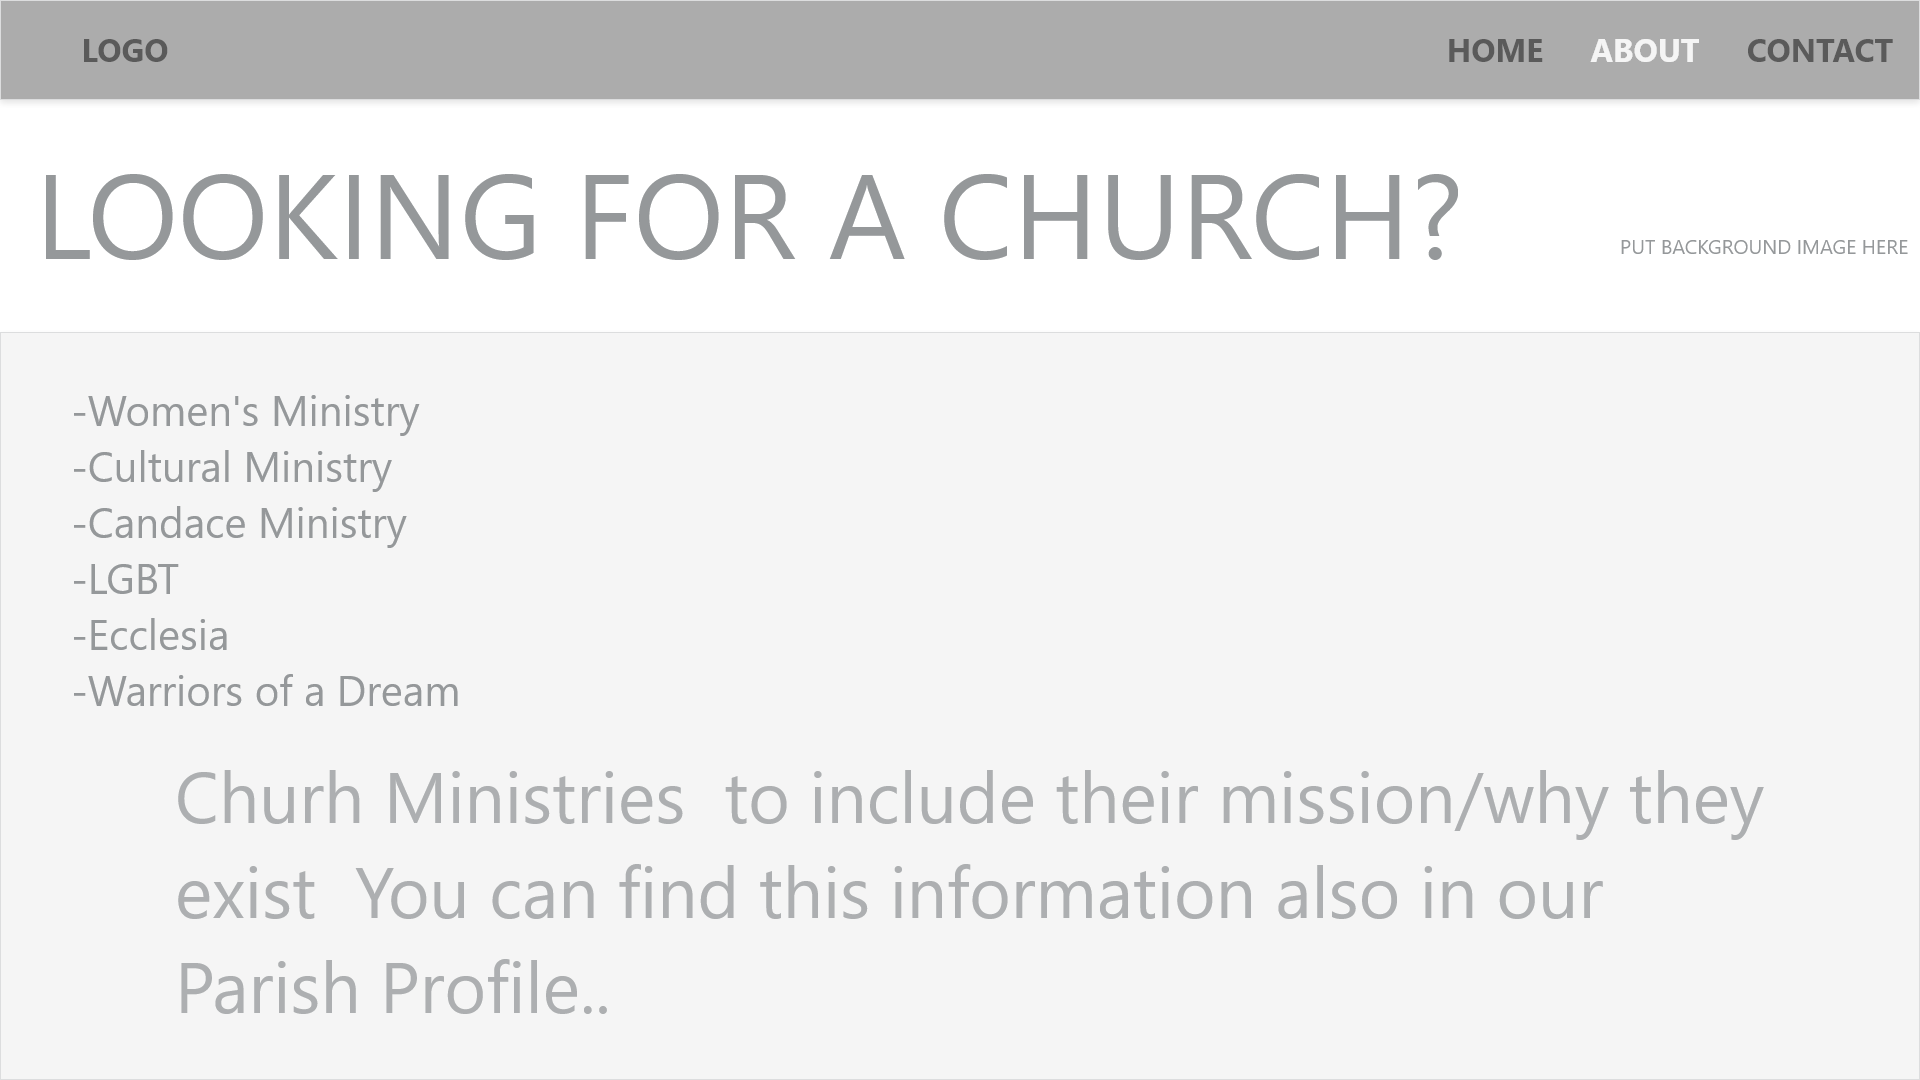 LOGO
HOME ABOUT CONTACT
LOOKING FOR A CHURCH?
PUT BACKGROUND IMAGE HERE
-Women's Ministry
-Cultural Ministry
-Candace Ministry
-LGBT
-Ecclesia
-Warriors of a Dream
Churh Ministries  to include their mission/why they
exist  You can find this information also in our
Parish Profile..